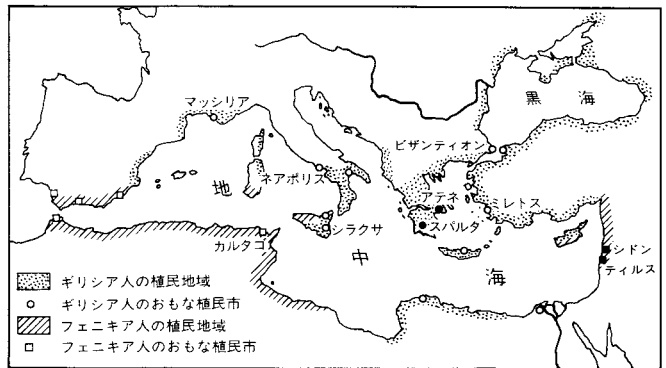 マッシリア
黒海
ビザンティオン
ネアポリス
地中海
アテネ
ミレトス
シラクサ
スパルタ
カルタゴ
シドン
ティルス
ギリシア人の植民地域
ギリシア人のおもな植民市
フェニキア人の植民地域
フェニキア人のおもな植民市